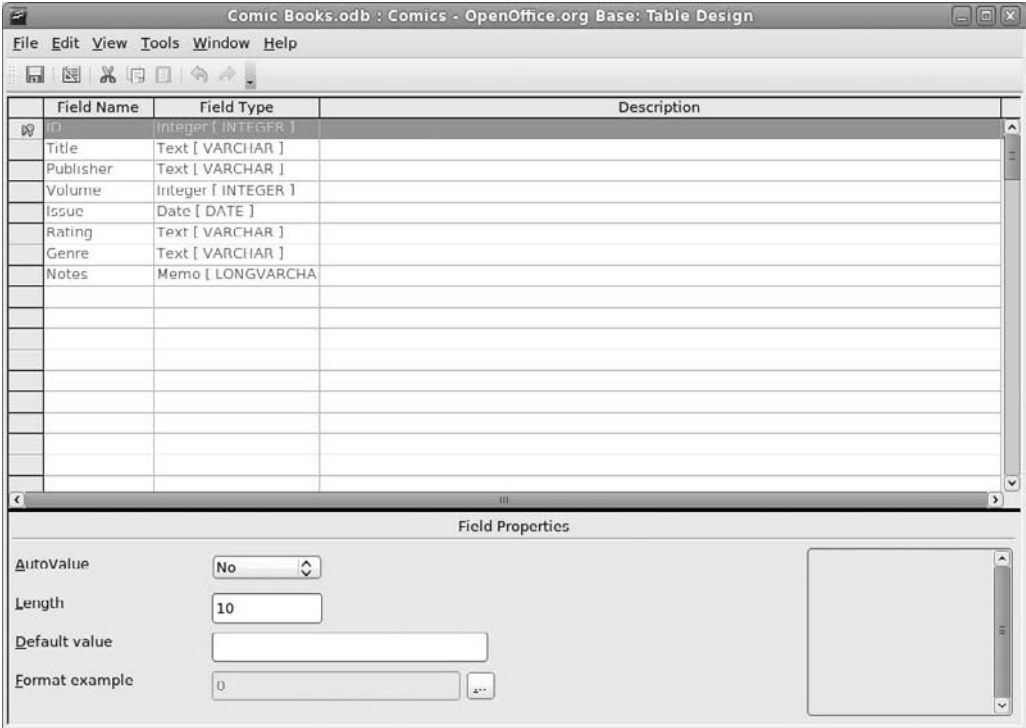 Comic Books.odb : Comics - OpenOffice.org Base: Table Design
File Edit View Tools Window Help
Field Name Field Type Description
ID Integer [ INTEGER ]
Title Text [ VARCHAR ]
Publisher Text [ VARCHAR ]
Volume Integer [ INTEGER ]
Issue Date [ DATE ]
Rating Text [ VARCHAR ]
Genre Text [ VARCHAR ]
Notes Memo [ LONGVARCHA
Field Properties
AutoValue No
Length 10
Default value
Format example 0
...